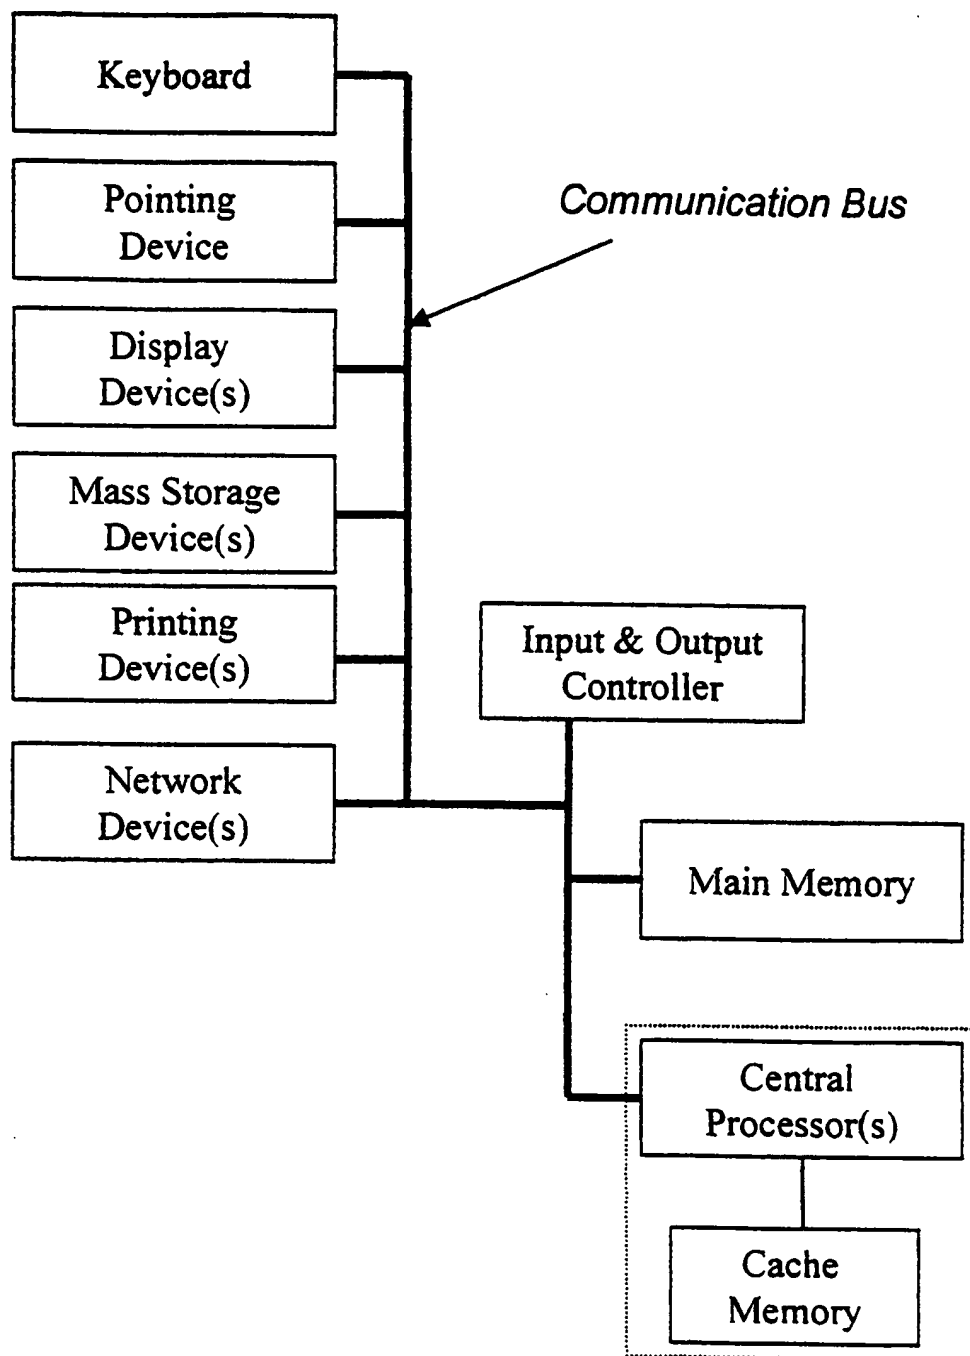 Keyboard
Pointing
Device
Communication Bus
Display
Device(s)
Mass Storage
Device(s)
Printing
Device(s)
Input & Output
Controller
Network
Device(s)
Main Memory
Central
Processor(s)
Cache
Memory